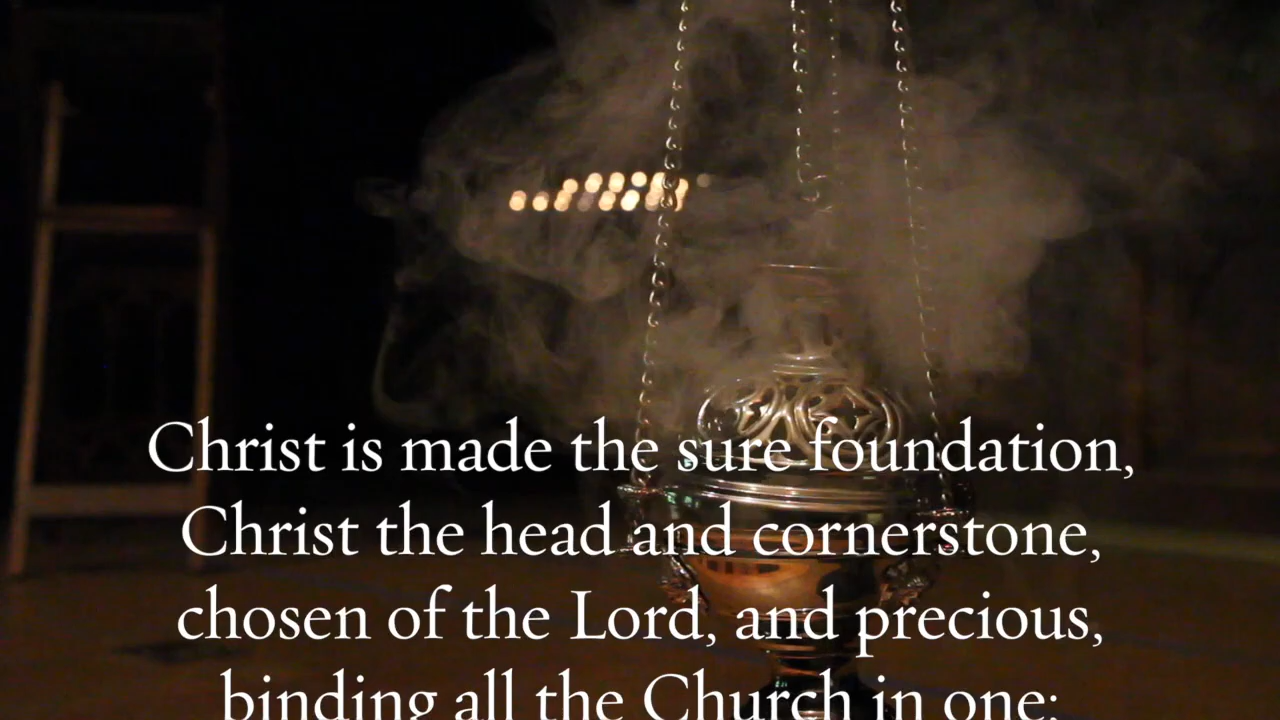 Christ is made the sure foundation,
Christ the head and cornerstone,
chosen of the Lord, and precious,
binding all the Church in one;